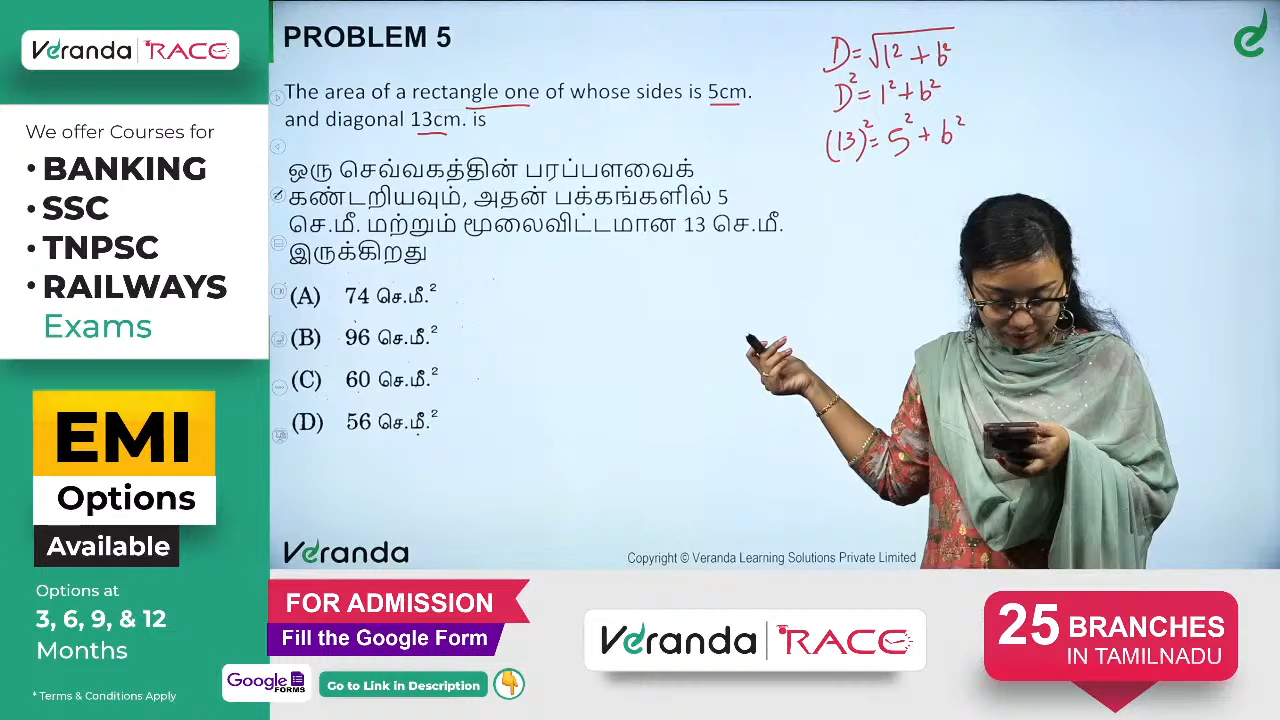 Veranda RACE
We offer Courses for
• BANKING
• SSC
• TNPSC
• RAILWAYS
Exams
EMI
Options
Available
Options at
3, 6, 9, & 12
Months
* Terms & Conditions Apply
PROBLEM 5
The area of a rectangle one of whose sides is 5cm.
and diagonal 13cm. is
ஒரு செவ்வகத்தின் பரப்பளவைக்
கண்டறியவும், அதன் பக்கங்களில் 5
செ.மீ. மற்றும் மூலைவிட்டமான 13 செ.மீ.
இருக்கிறது
(A) 74 செ.மீ.²
(B) 96 செ.மீ.²
(C) 60 செ.மீ.²
(D) 56 செ.மீ.²
D = √l² + b²
D² = l² + b²
(13)² = 5² + b²
Veranda
Copyright © Veranda Learning Solutions Private Limited
FOR ADMISSION
Fill the Google Form
Google FORMS
Go to Link in Description
Veranda RACE
25 BRANCHES
IN TAMILNADU